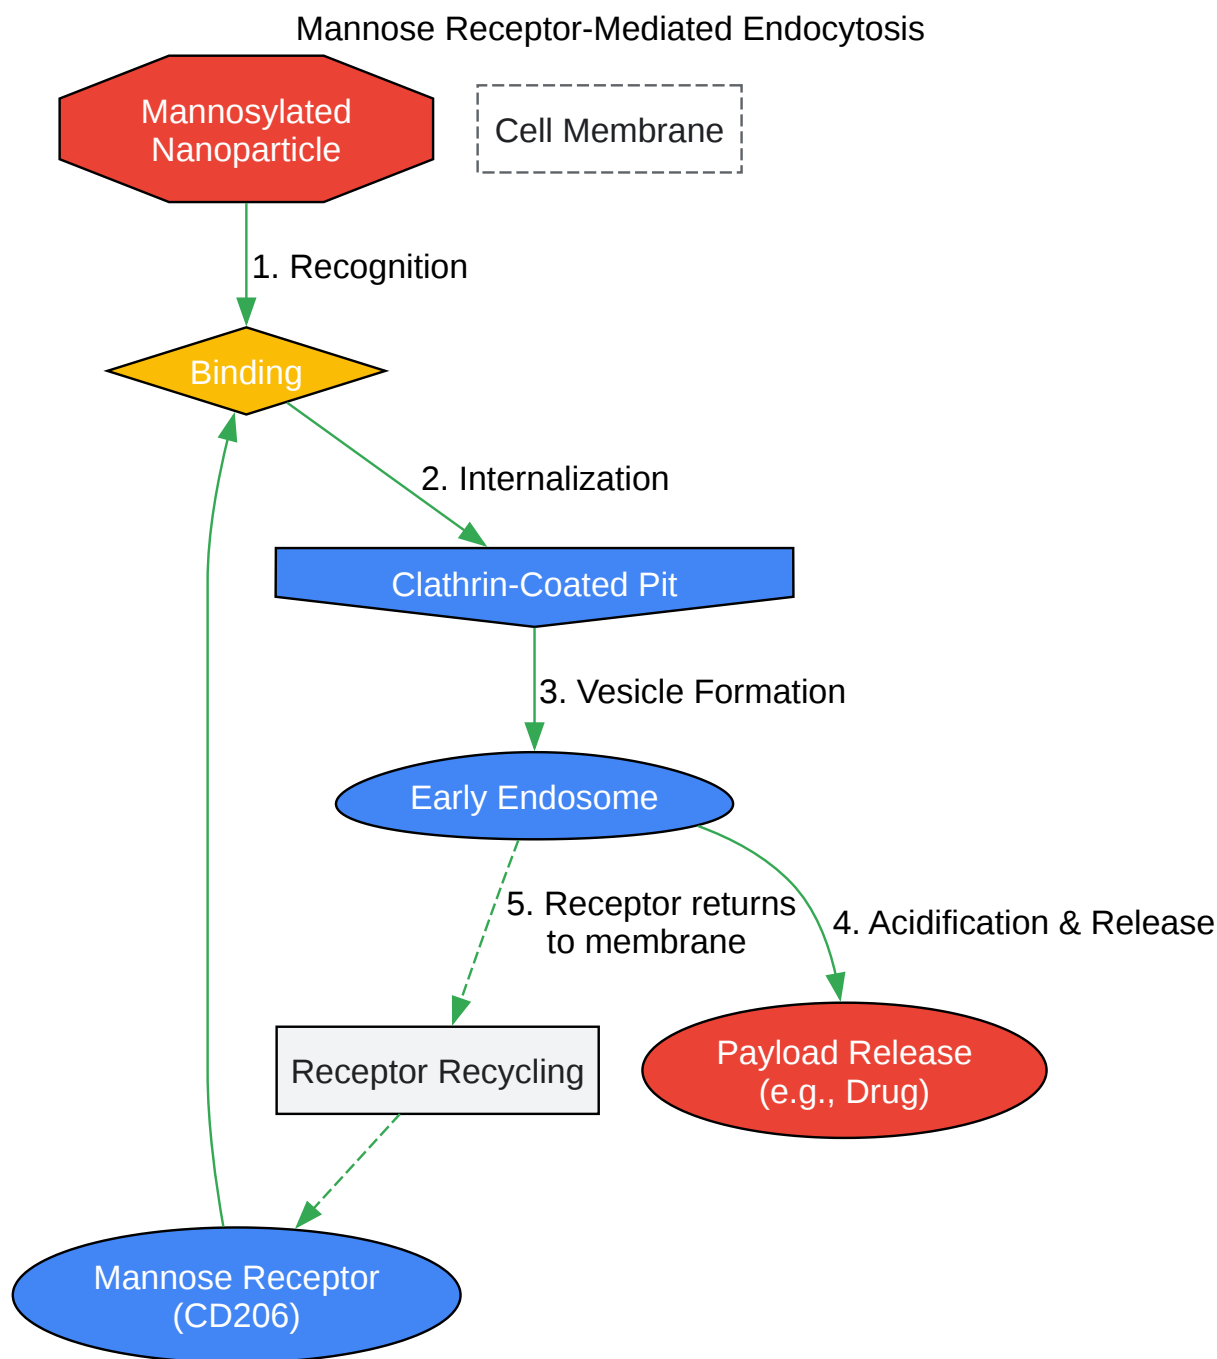 Mannose Receptor-Mediated Endocytosis
Mannosylated
Nanoparticle
Cell Membrane
1. Recognition
Binding
2. Internalization
Clathrin-Coated Pit
3. Vesicle Formation
Early Endosome
5. Receptor returns
to membrane
4. Acidification & Release
Receptor Recycling
Payload Release
(e.g., Drug)
Mannose Receptor
(CD206)